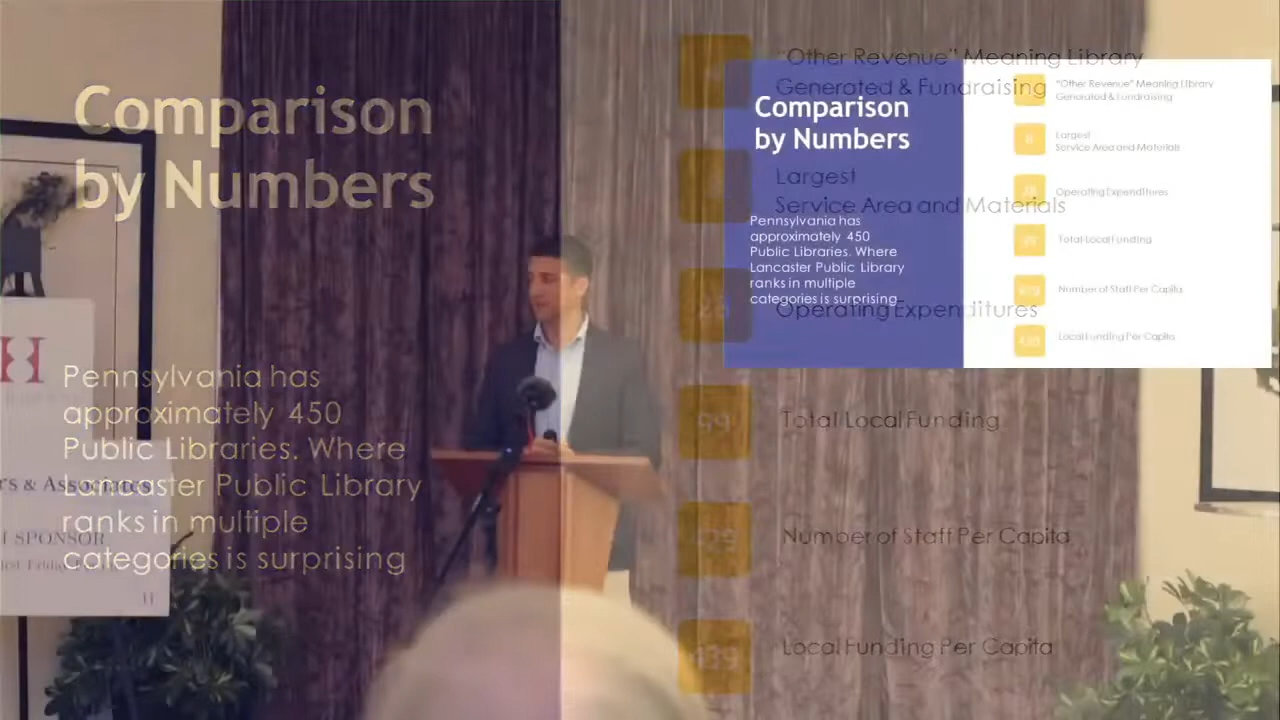 Comparison
by Numbers
Pennsylvania has
approximately 450
Public Libraries. Where
Lancaster Public Library
ranks in multiple
categories is surprising
"Other Revenue" Meaning Library
Generated & Fundraising
Largest
Service Area and Materials
Operating Expenditures
99
Total Local Funding
Number of Staff Per Capita
439
Local Funding Per Capita
Comparison
by Numbers
Pennsylvania has
approximately 450
Public Libraries. Where
Lancaster Public Library
ranks in multiple
categories is surprising
"Other Revenue" Meaning Library
Generated & Fundraising
Largest
Service Area and Materials
Operating Expenditures
Total Local Funding
Number of Staff Per Capita
Local Funding Per Capita
H
& Associates
SPONSOR